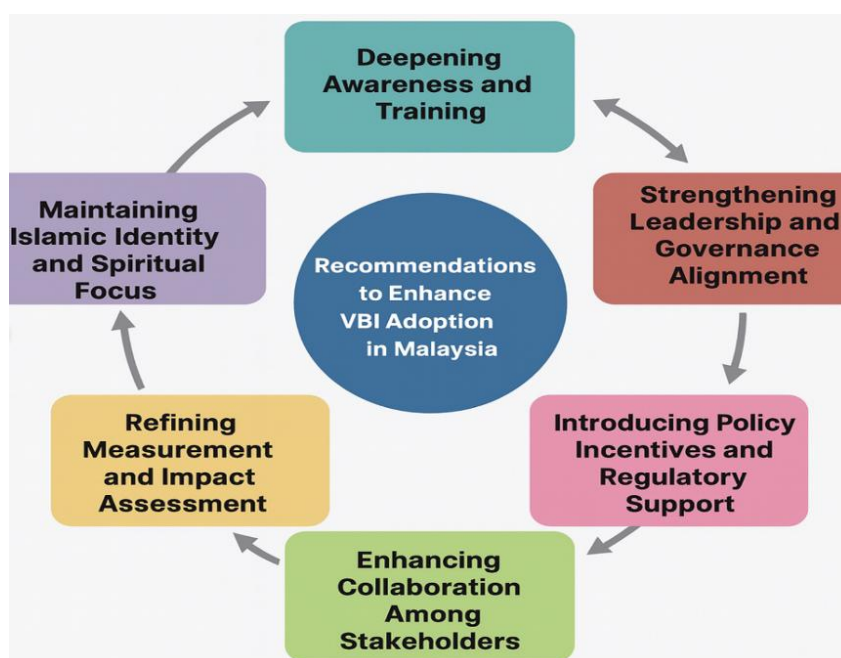 Deepening
Awareness and
Training
Strengthening
Leadership and
Governance
Alignment
Introducing Policy
Incentives and
Regulatory
Support
Enhancing
Collaboration
Among
Stakeholders
Refining
Measurement
and Impact
Assessment
Maintaining
Islamic Identity
and Spiritual
Focus
Recommendations
to Enhance
VBI Adoption
in Malaysia